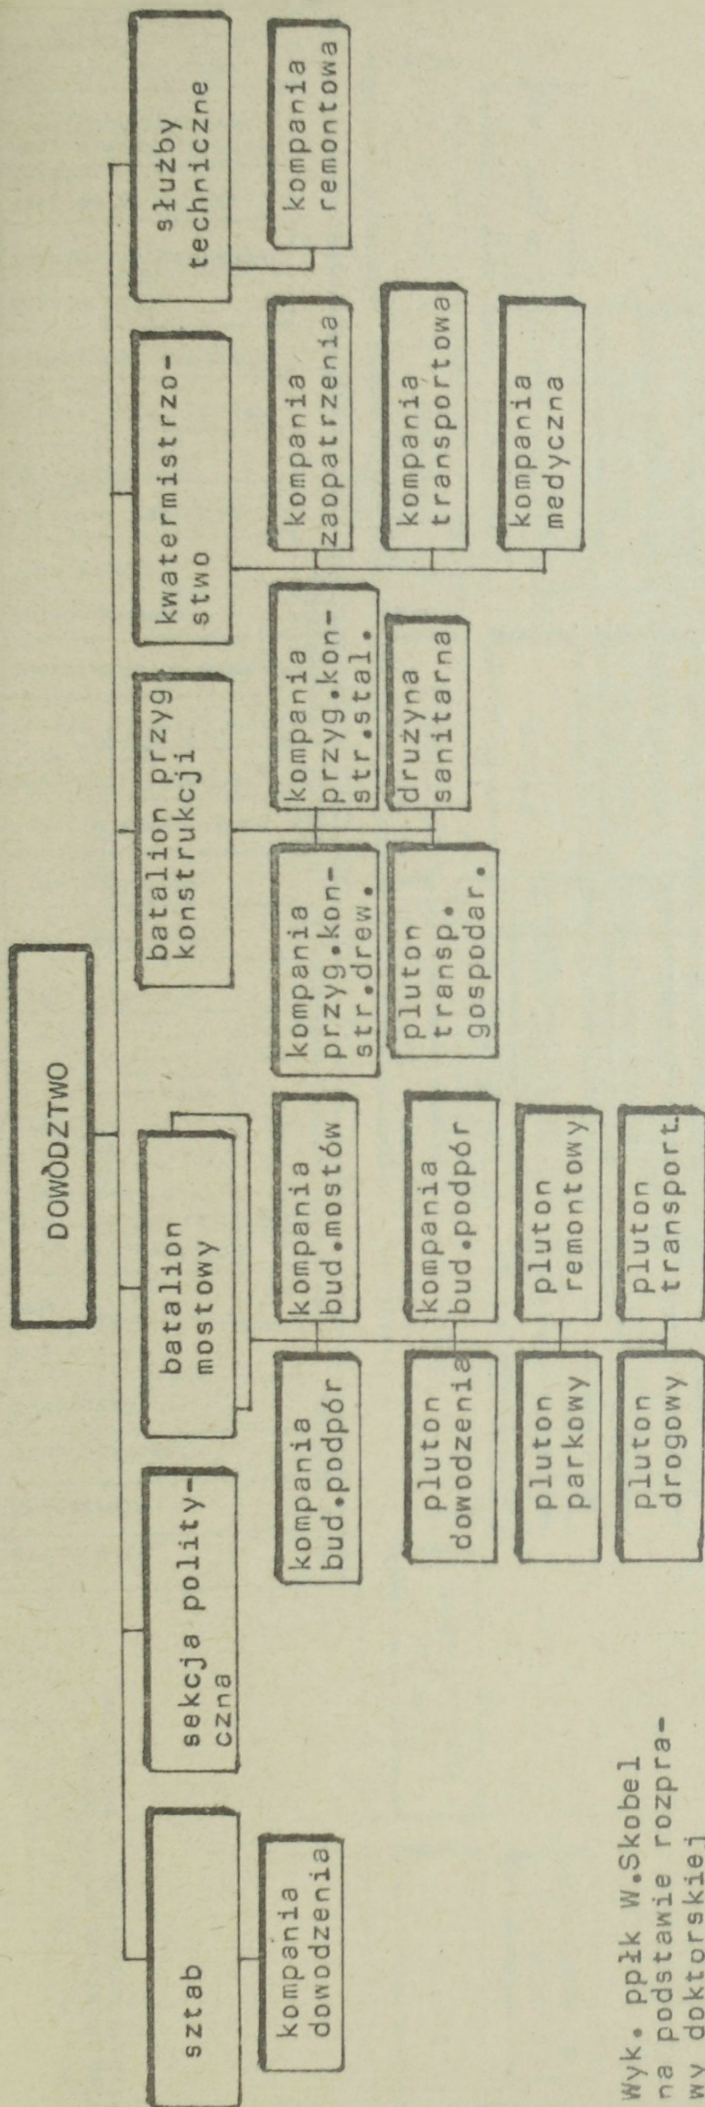 DOWÓDZTWO
sztab
sekcja polity-
czna
batalion
mostowy
batalion przyg
konstrukcji
kwatermistrzo-
stwo
służby
techniczne
kompania
dowodzenia
kompania
bud.podpór
kompania
bud.mostów
pluton
dowodzenia
kompania
bud.podpór
pluton
parkowy
pluton
remontowy
pluton
drogowy
pluton
transport.
kompania
przyg.kon-
str.drew.
kompania
przyg.kon-
str.stal.
pluton
transp.
gospodar.
drużyna
sanitarna
kompania
zaopatrzenia
kompania
transportowa
kompania
medyczna
kompania
remontowa
Wyk. ppłk W.Skobel
na podstawie rozpra-
wy doktorskiej